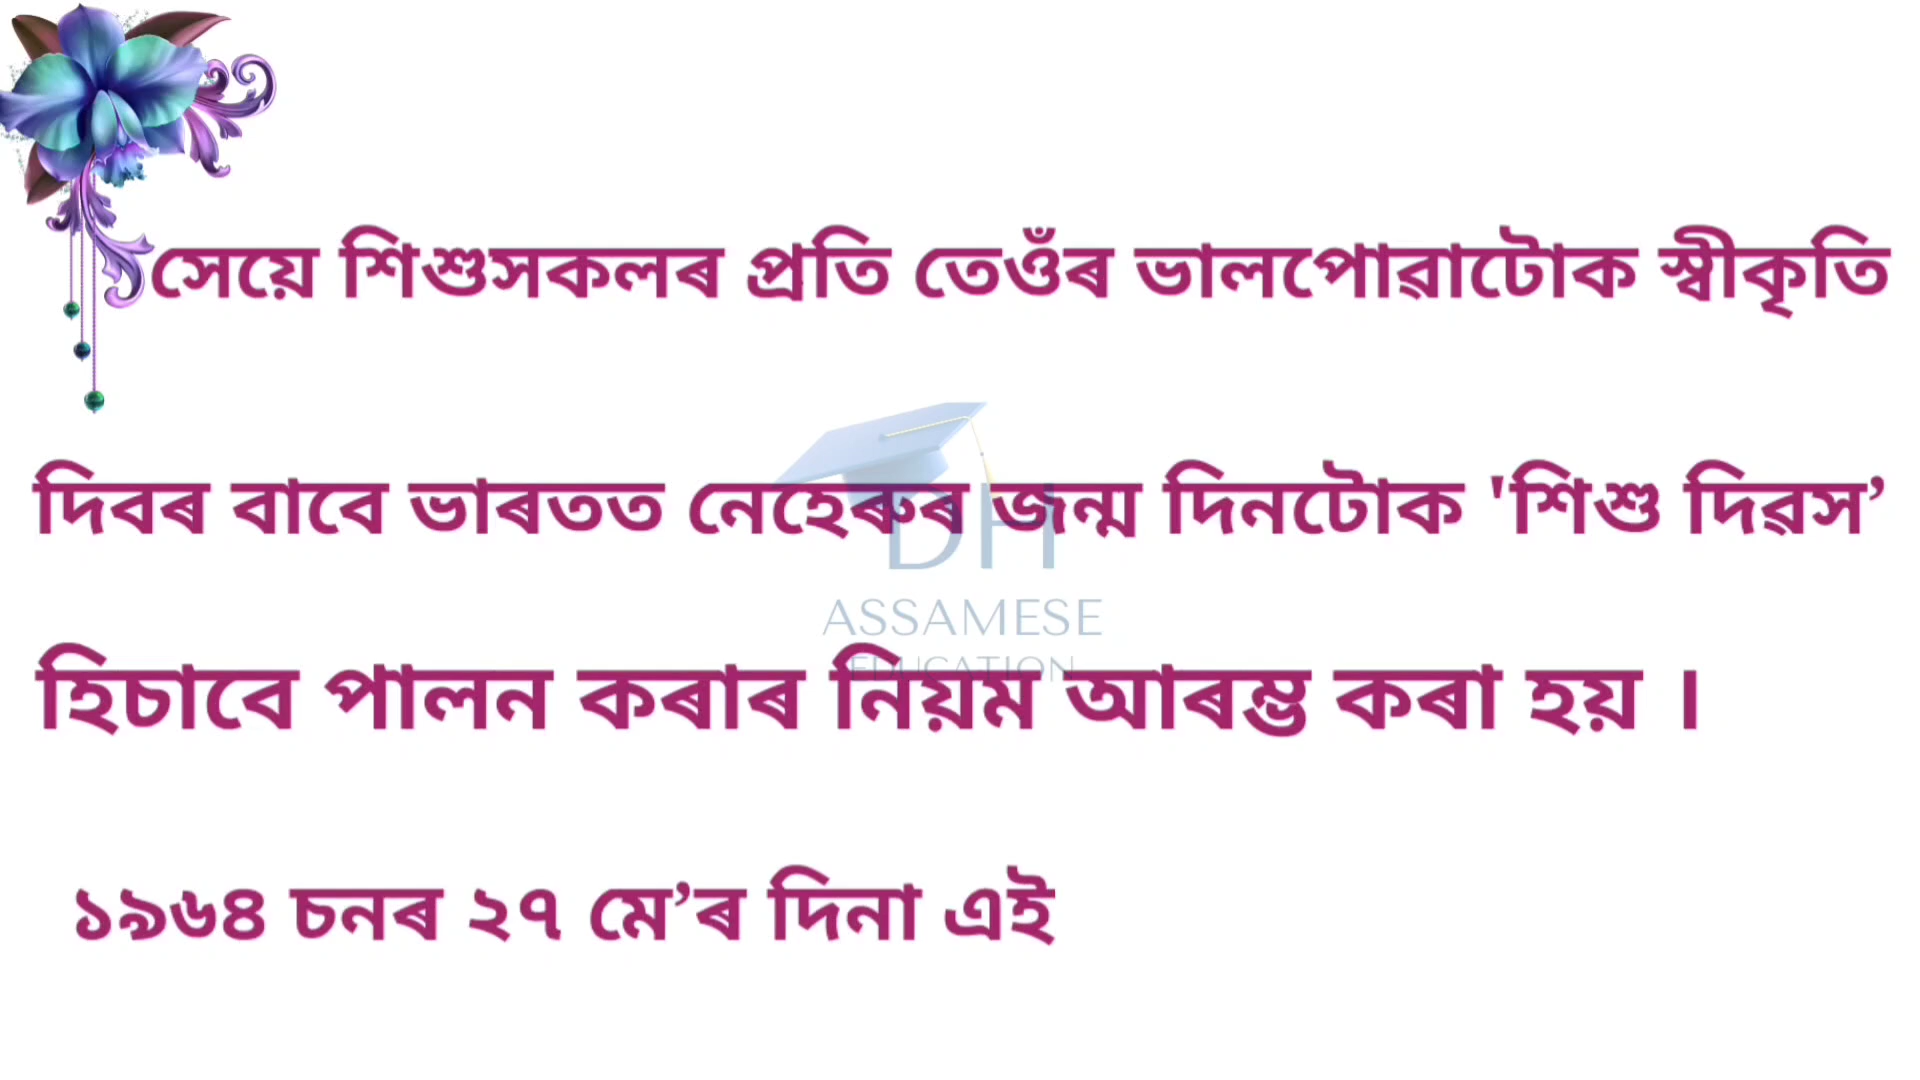 সেয়ে শিশুসকলৰ প্ৰতি তেওঁৰ ভালপোৱাটোক স্বীকৃতি
দিবৰ বাবে ভাৰতত নেহেৰুৰ জন্ম দিনটোক 'শিশু দিৱস’
হিচাবে পালন কৰাৰ নিয়ম আৰম্ভ কৰা হয় ।
১৯৬৪ চনৰ ২৭ মে’ৰ দিনা এই
DH
ASSAMESE
EDUCATION